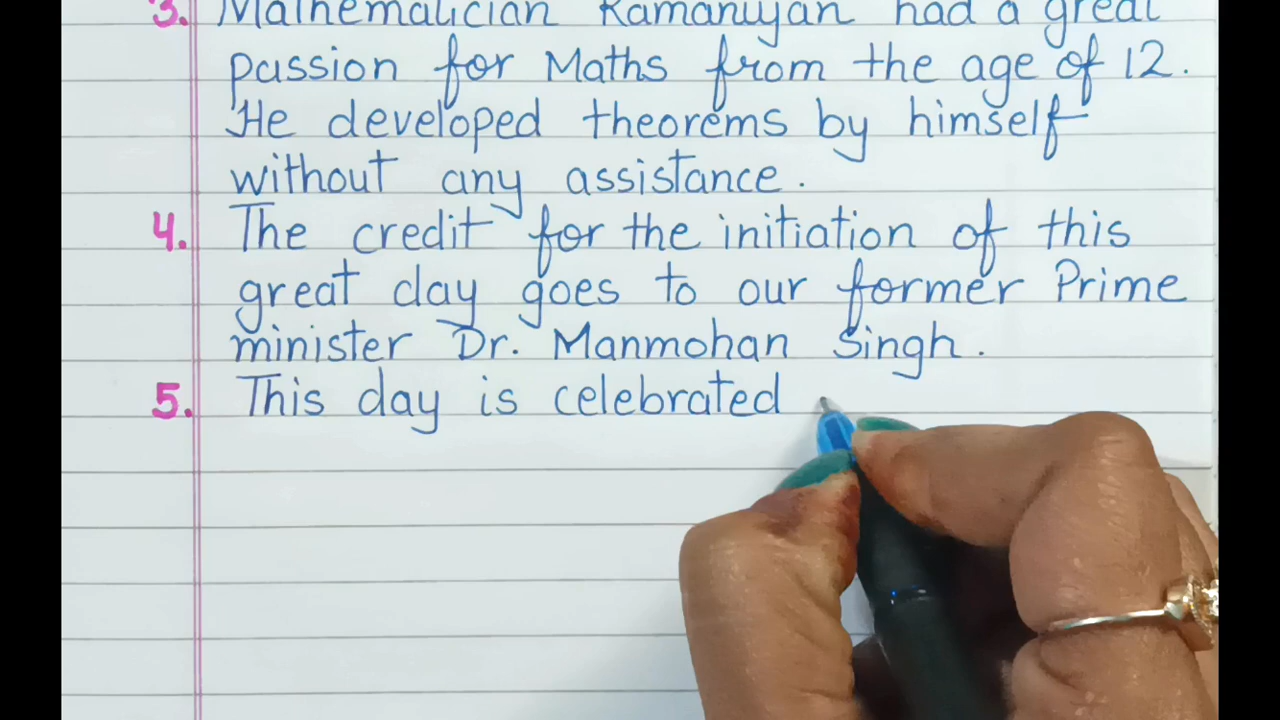 3. Mathematician Ramanujan had a great
passion for Maths from the age of 12.
He developed theorems by himself
without any assistance.
4. The credit for the initiation of this
great day goes to our former Prime
minister Dr. Manmohan Singh.
5. This day is celebrated